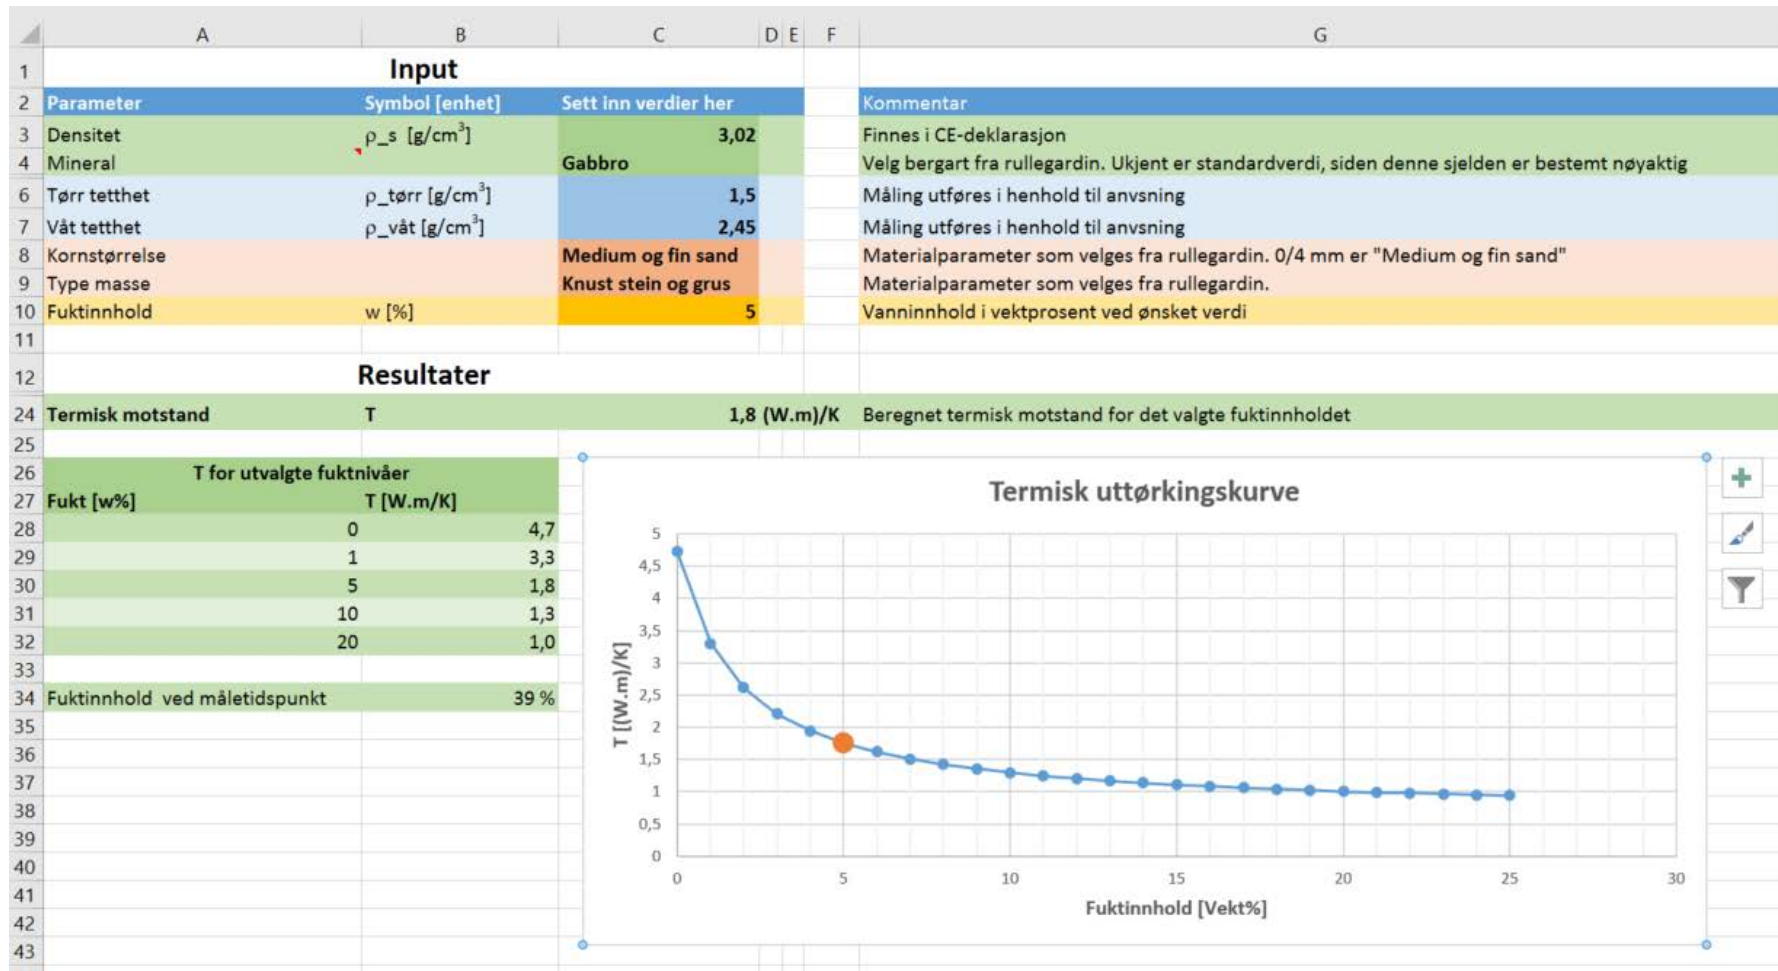 A B C D E F G
1 Input
2 Parameter Symbol [enhet] Sett inn verdier her Kommentar
3 Densitet ρ_s [g/cm³] 3,02 Finnes i CE-deklarasjon
4 Mineral Gabbro Velg bergart fra rullegardin. Ukjent er standardverdi, siden denne sjelden er bestemt nøyaktig
6 Tørr tetthet ρ_tørr [g/cm³] 1,5 Måling utføres i henhold til anvsning
7 Våt tetthet ρ_våt [g/cm³] 2,45 Måling utføres i henhold til anvsning
8 Kornstørrelse Medium og fin sand Materialparameter som velges fra rullegardin. 0/4 mm er "Medium og fin sand"
9 Type masse Knust stein og grus Materialparameter som velges fra rullegardin.
10 Fuktinnhold w [%] 5 Vanninnhold i vektprosent ved ønsket verdi
11
12 Resultater
24 Termisk motstand T 1,8 (W.m)/K Beregnet termisk motstand for det valgte fuktinnholdet
25
26 T for utvalgte fuktnivåer
27 Fukt [w%] T [W.m/K]
28 0 4,7
29 1 3,3
30 5 1,8
31 10 1,3
32 20 1,0
33
34 Fuktinnhold ved måletidspunkt 39 %
35
36
37
38
39
40
41
42
43
Termisk uttørkingskurve
T [(W.m)/K]
5
4,5
4
3,5
3
2,5
2
1,5
1
0,5
0
0 5 10 15 20 25 30
Fuktinnhold [Vekt%]